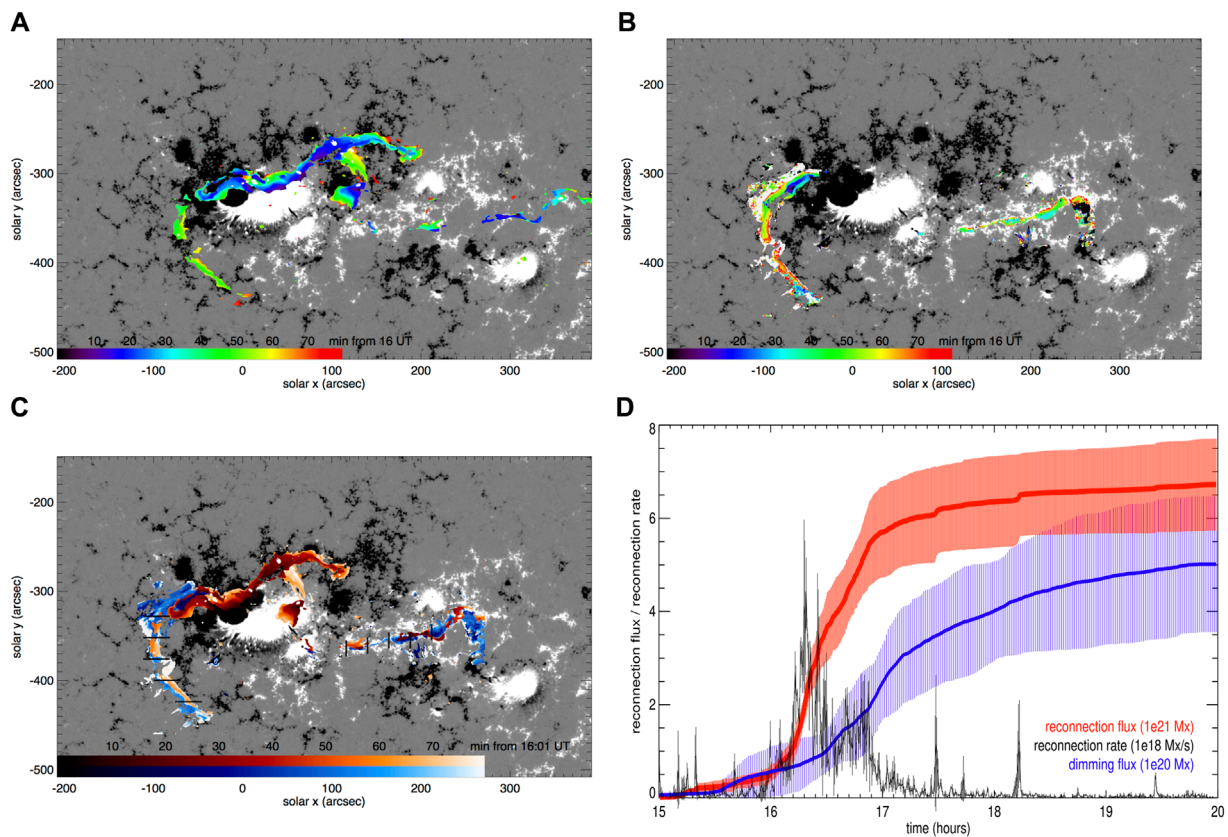 A
B
-200
-300
-400
-500
solar y (arcsec)
10 20 30 40 50 60 70 min from 16 UT
-200 -100 0 100 200 300
solar x (arcsec)
-200
-300
-400
-500
solar y (arcsec)
10 20 30 40 50 60 70 min from 16 UT
-200 -100 0 100 200 300
solar x (arcsec)
C
D
-200
-300
-400
-500
solar y (arcsec)
10 20 30 40 50 60 70 min from 16:01 UT
-200 -100 0 100 200 300
solar x (arcsec)
8
6
4
2
0
reconnection flux / reconnection rate
reconnection flux (1e21 Mx)
reconnection rate (1e18 Mx/s)
dimming flux (1e20 Mx)
15 16 17 18 19 20
time (hours)